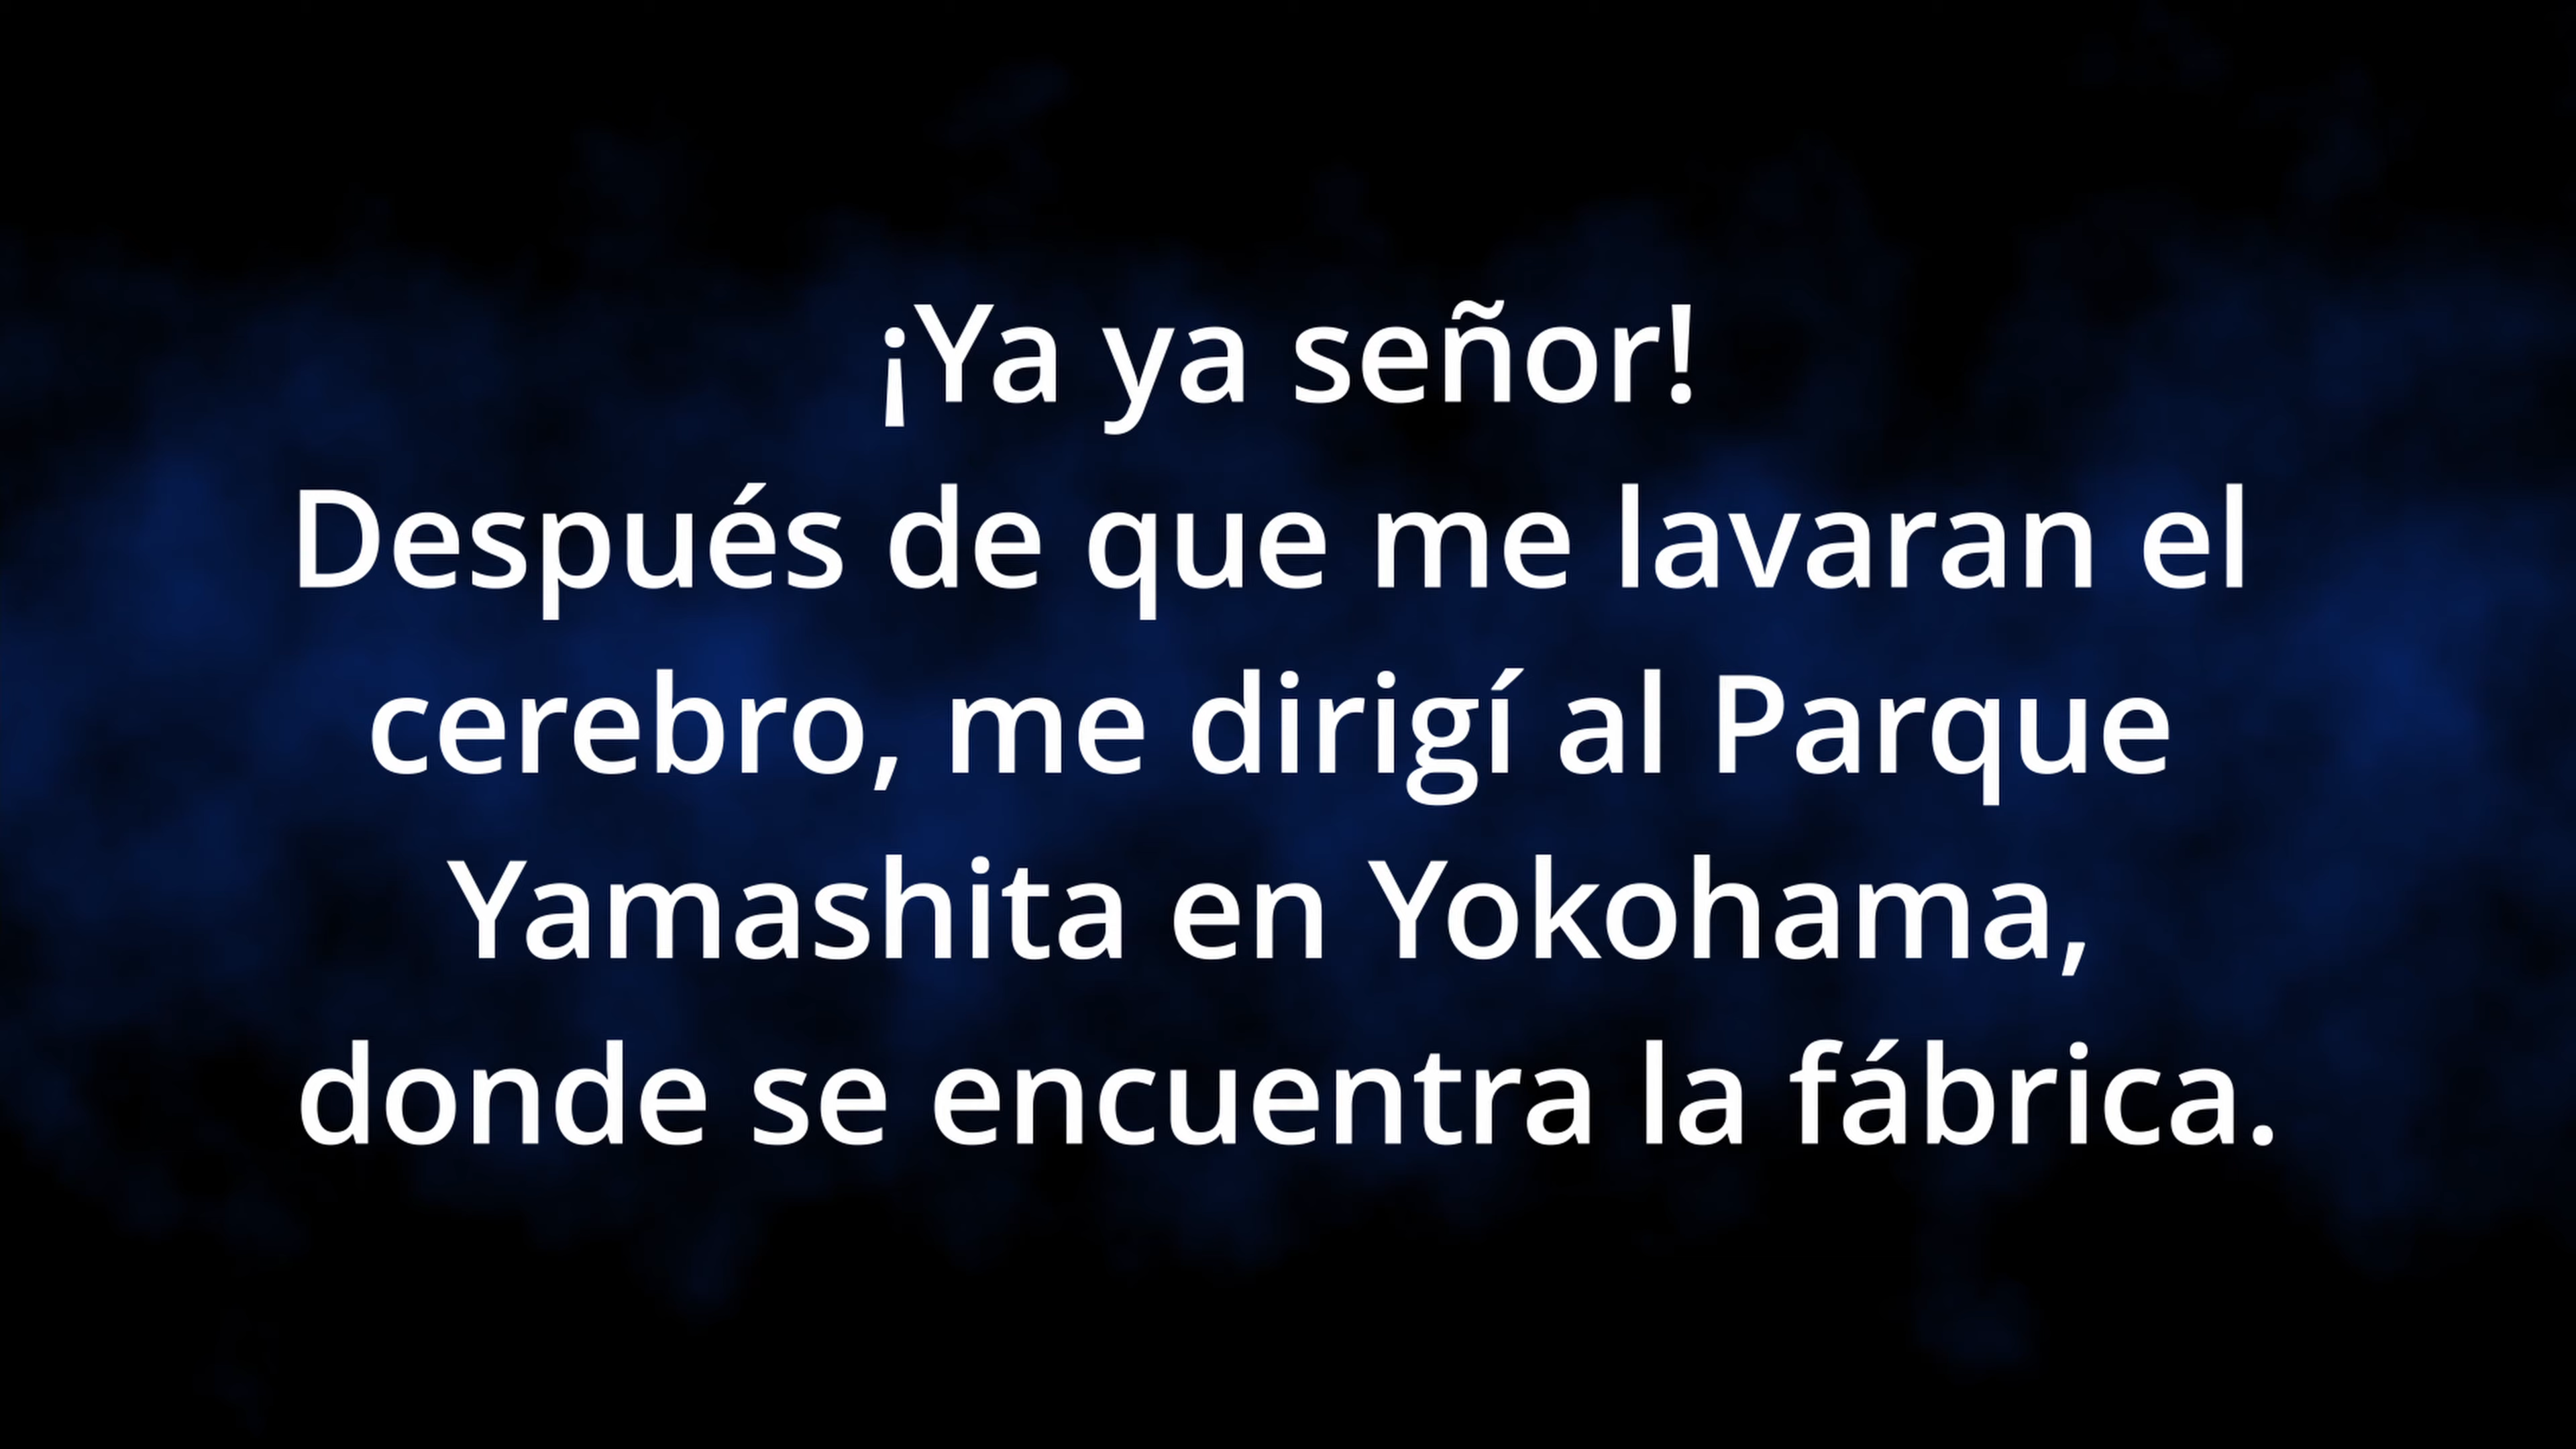 ¡Ya ya señor!
Después de que me lavaran el
cerebro, me dirigí al Parque
Yamashita en Yokohama,
donde se encuentra la fábrica.